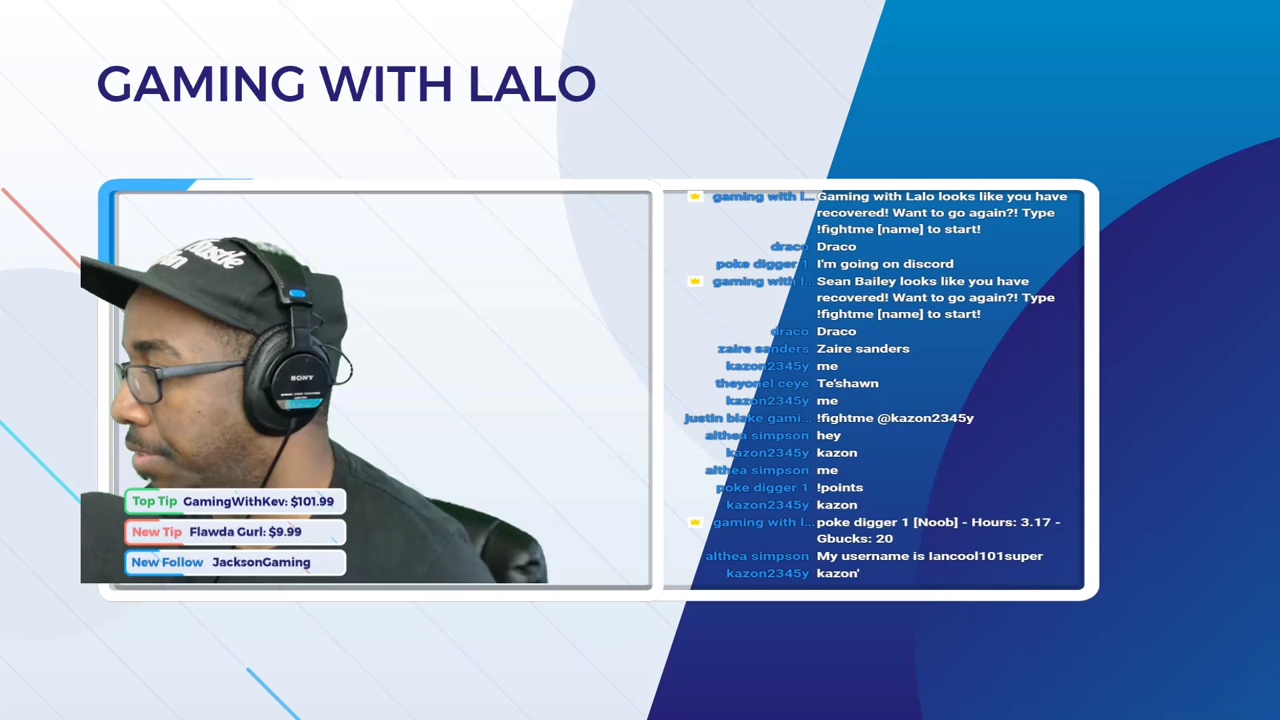 GAMING WITH LALO
Hustle
SONY
Top Tip GamingWithKev: $101.99
New Tip Flawda Gurl: $9.99
New Follow JacksonGaming
gaming with l... Gaming with Lalo looks like you have
recovered! Want to go again?! Type
!fightme [name] to start!
draco Draco
poke digger 1 I'm going on discord
gaming with l... Sean Bailey looks like you have
recovered! Want to go again?! Type
!fightme [name] to start!
draco Draco
zaire sanders Zaire sanders
kazon2345y me
theyonel ceye Te'shawn
kazon2345y me
justin blake gami... !fightme @kazon2345y
althea simpson hey
kazon2345y kazon
althea simpson me
poke digger 1 !points
kazon2345y kazon
gaming with l... poke digger 1 [Noob] - Hours: 3.17 -
Gbucks: 20
althea simpson My username is Iancool101super
kazon2345y kazon'